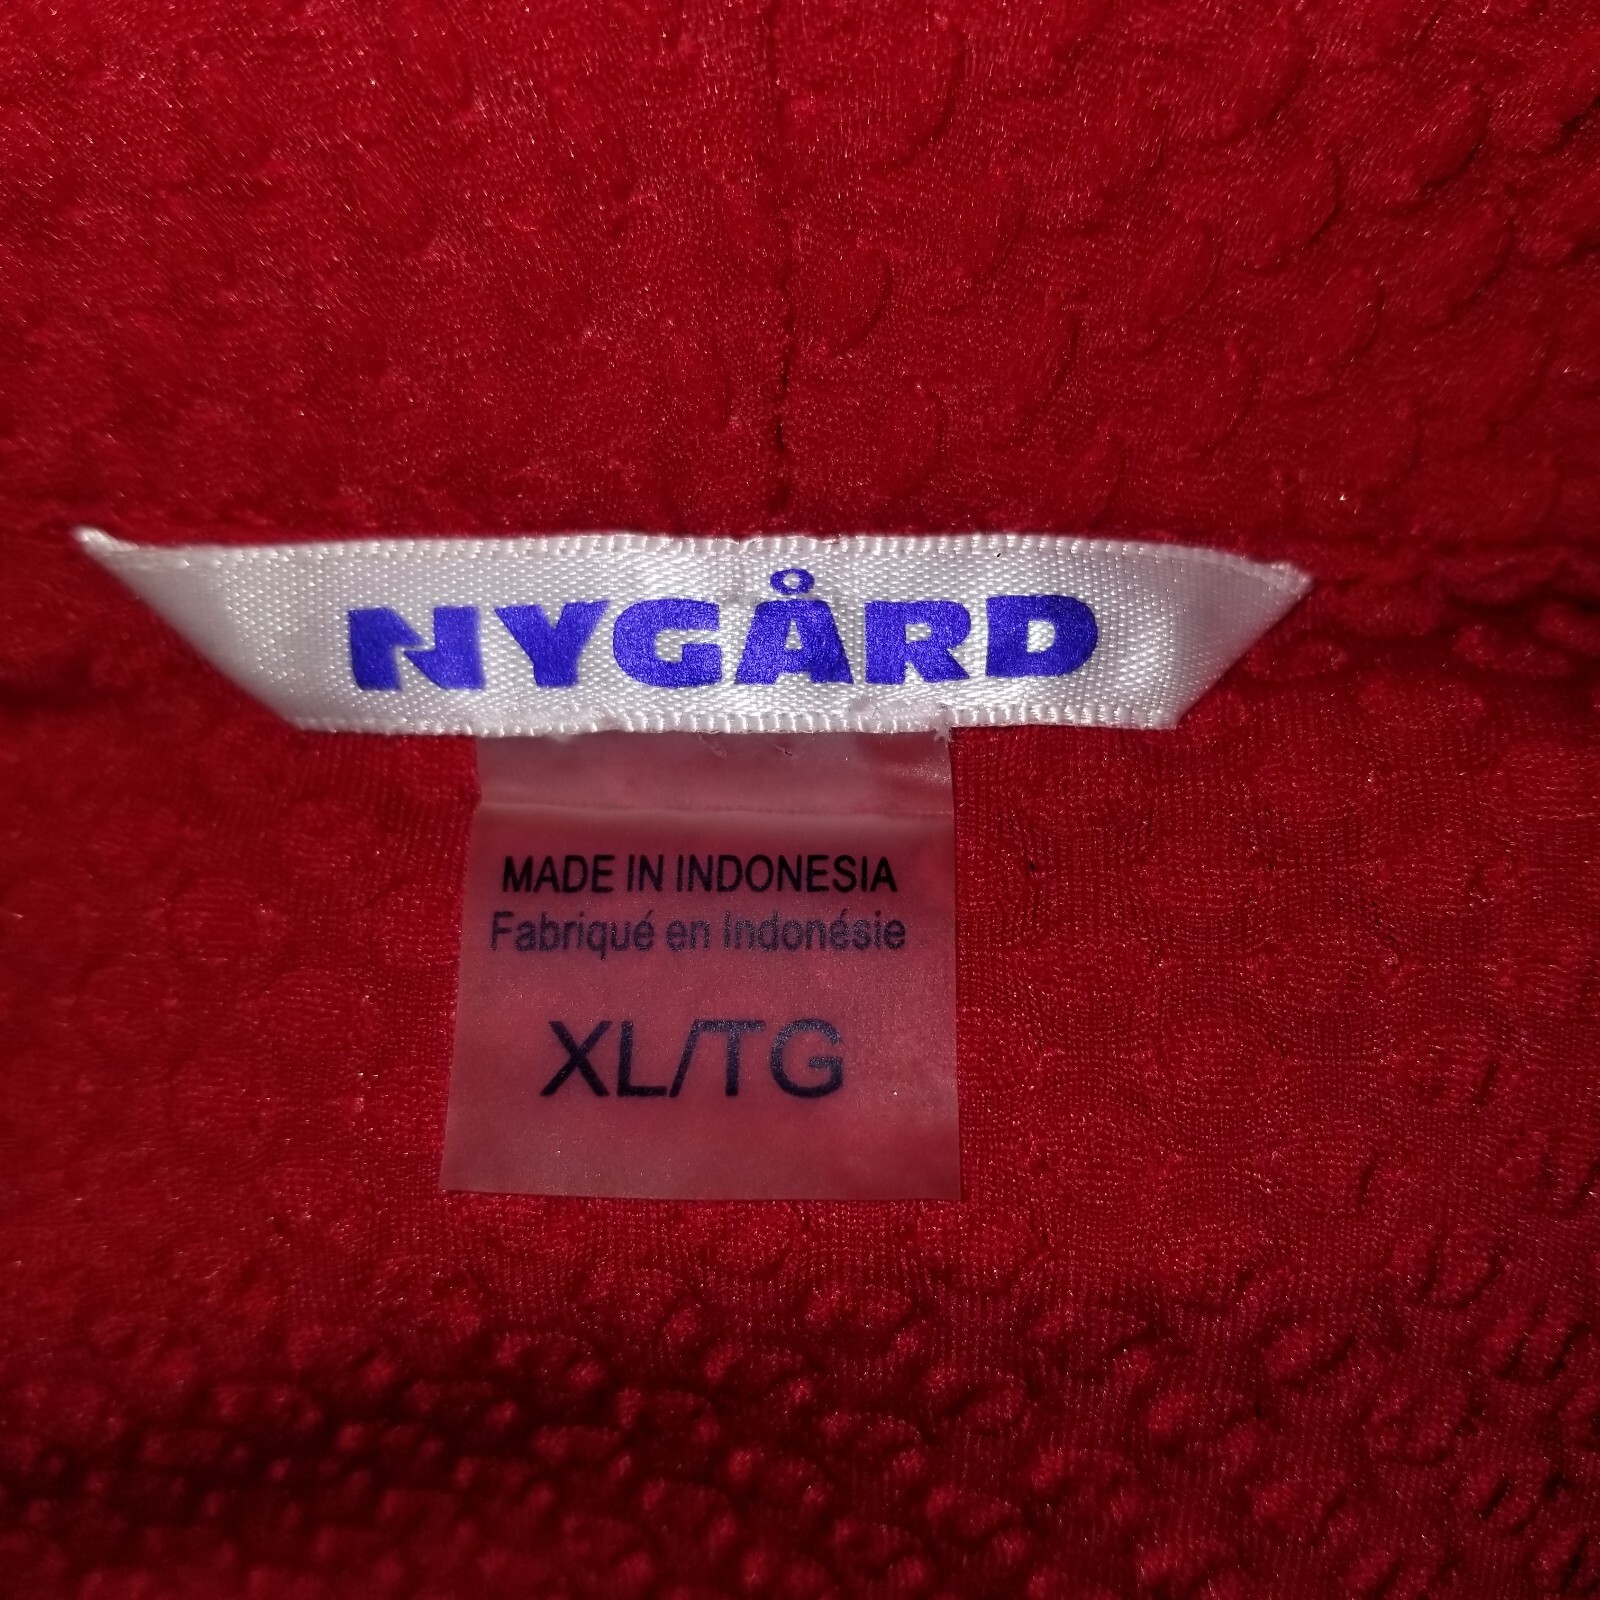 NYGÅRD
MADE IN INDONESIA
Fabriqué en Indonésie
XL/TG